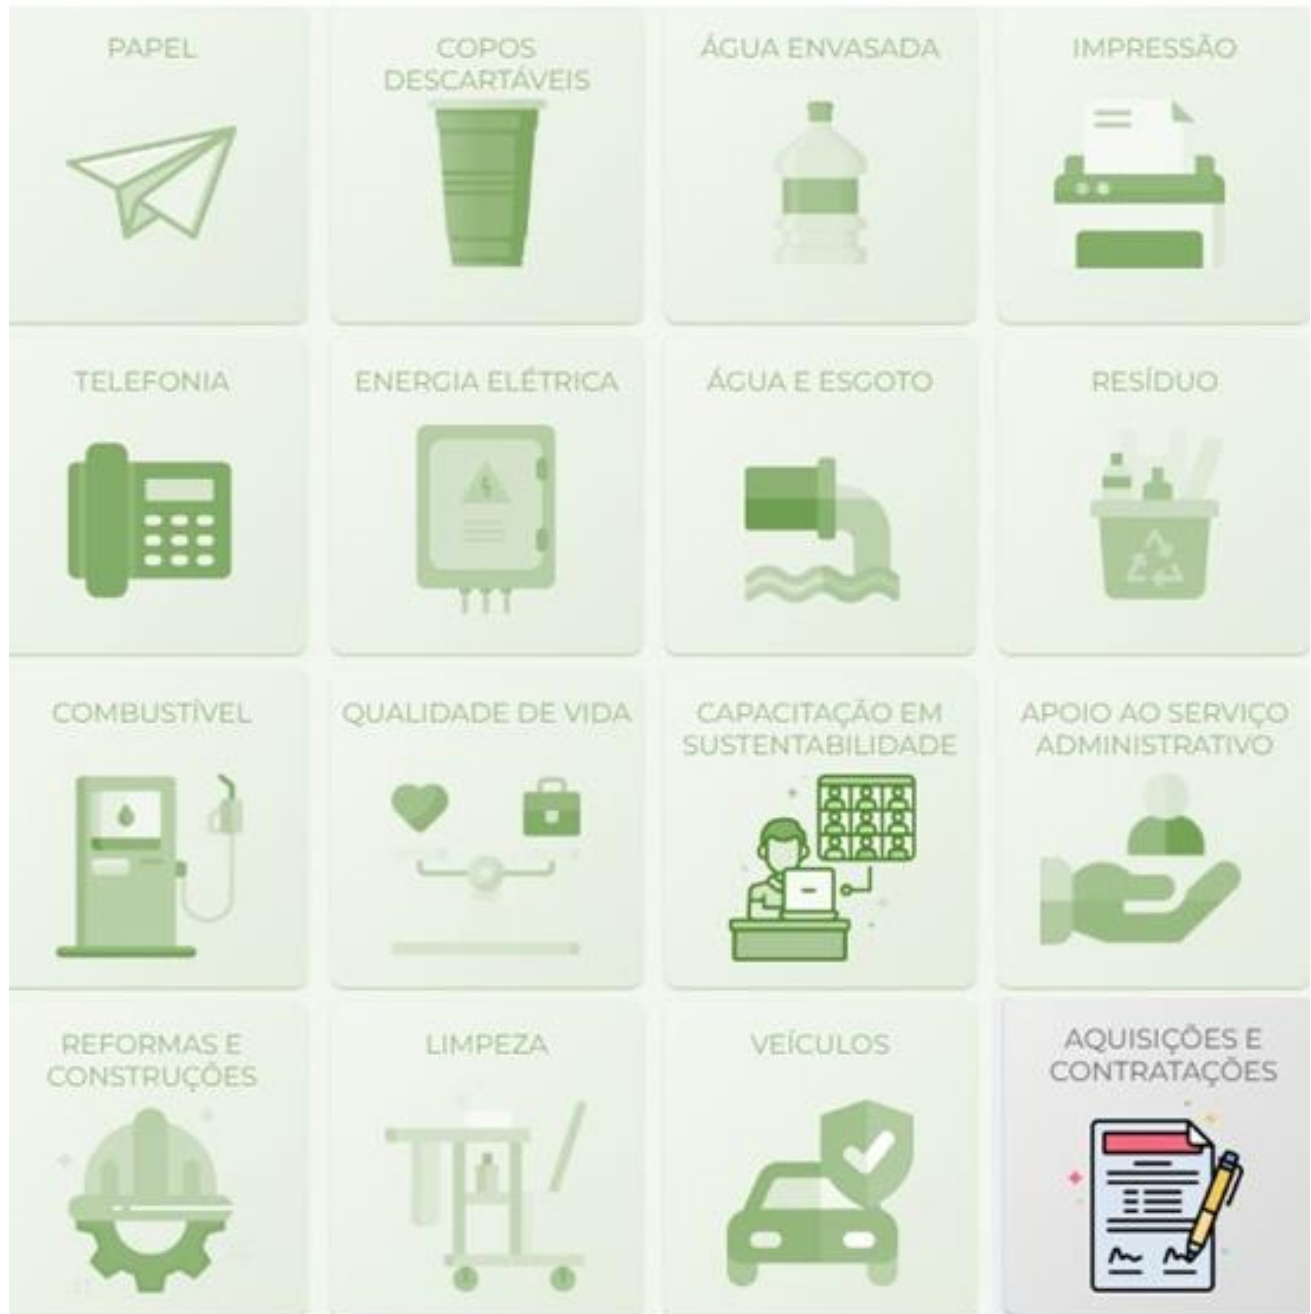 PAPEL
COPOS
DESCARTÁVEIS
ÁGUA ENVASADA
IMPRESSÃO
TELEFONIA
ENERGIA ELÉTRICA
ÁGUA E ESGOTO
RESÍDUO
COMBUSTÍVEL
QUALIDADE DE VIDA
CAPACITAÇÃO EM
SUSTENTABILIDADE
APOIO AO SERVIÇO
ADMINISTRATIVO
REFORMAS E
CONSTRUÇÕES
LIMPEZA
VEÍCULOS
AQUISIÇÕES E
CONTRATAÇÕES